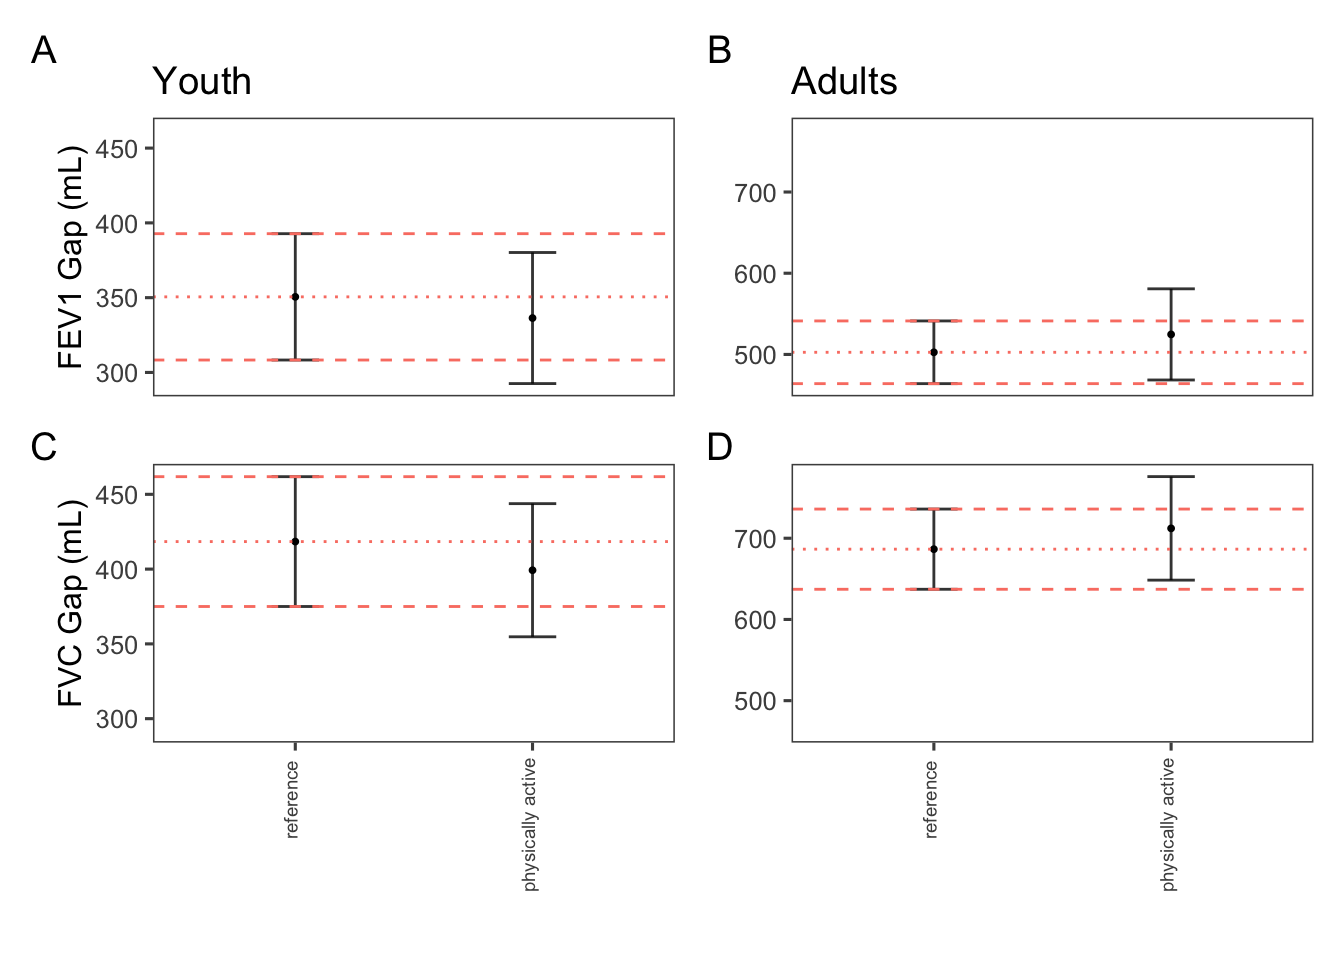 A
Youth
FEV1 Gap (mL)
450
400
350
300
B
Adults
700
600
500
C
FVC Gap (mL)
450
400
350
300
reference
physically active
D
700
600
500
reference
physically active